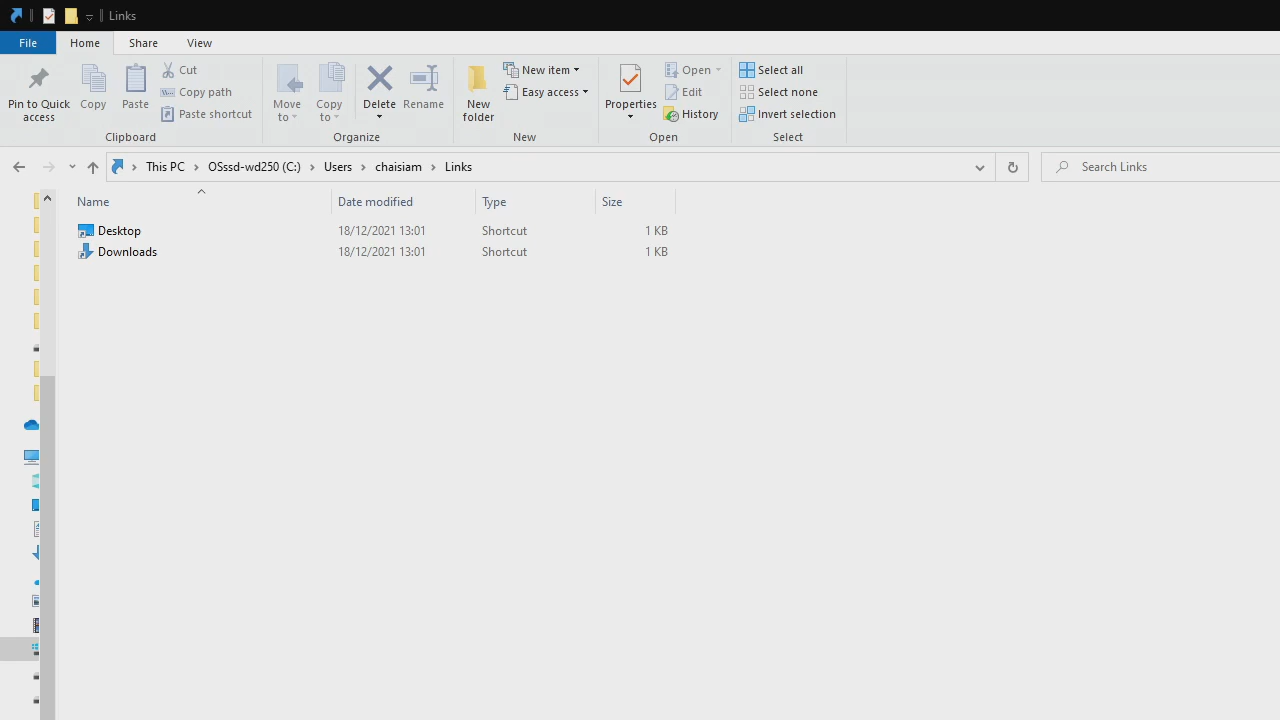 Links
File Home Share View
Pin to Quick access
Copy
Paste
Cut
Copy path
Paste shortcut
Clipboard
Move to
Copy to
Delete
Rename
Organize
New folder
New item
Easy access
New
Properties
Open
Edit
History
Open
Select all
Select none
Invert selection
Select
This PC OSssd-wd250 (C:) Users chaisiam Links
Search Links
Name Date modified Type Size
Desktop 18/12/2021 13:01 Shortcut 1 KB
Downloads 18/12/2021 13:01 Shortcut 1 KB